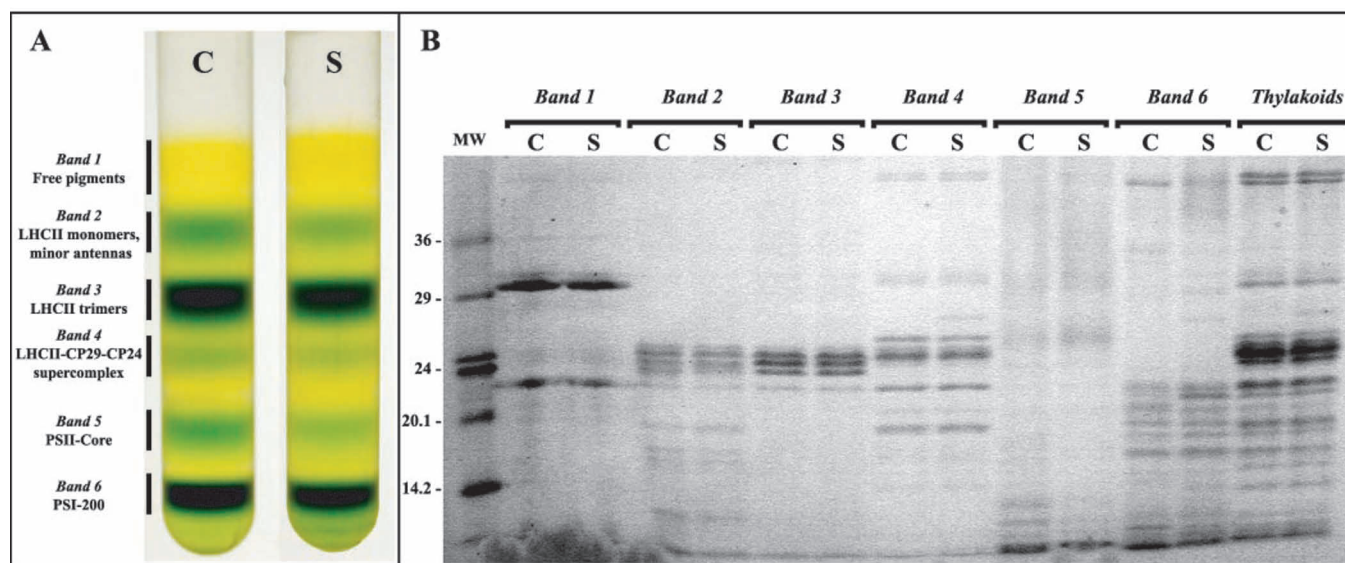 A
C
S
Band 1
Free pigments
Band 2
LHCII monomers,
minor antennas
Band 3
LHCII trimers
Band 4
LHCII-CP29-CP24
supercomplex
Band 5
PSII-Core
Band 6
PSI-200
B
Band 1 Band 2 Band 3 Band 4 Band 5 Band 6 Thylakoids
MW C S C S C S C S C S C S C S
36 -
29 -
24 -
20.1 -
14.2 -